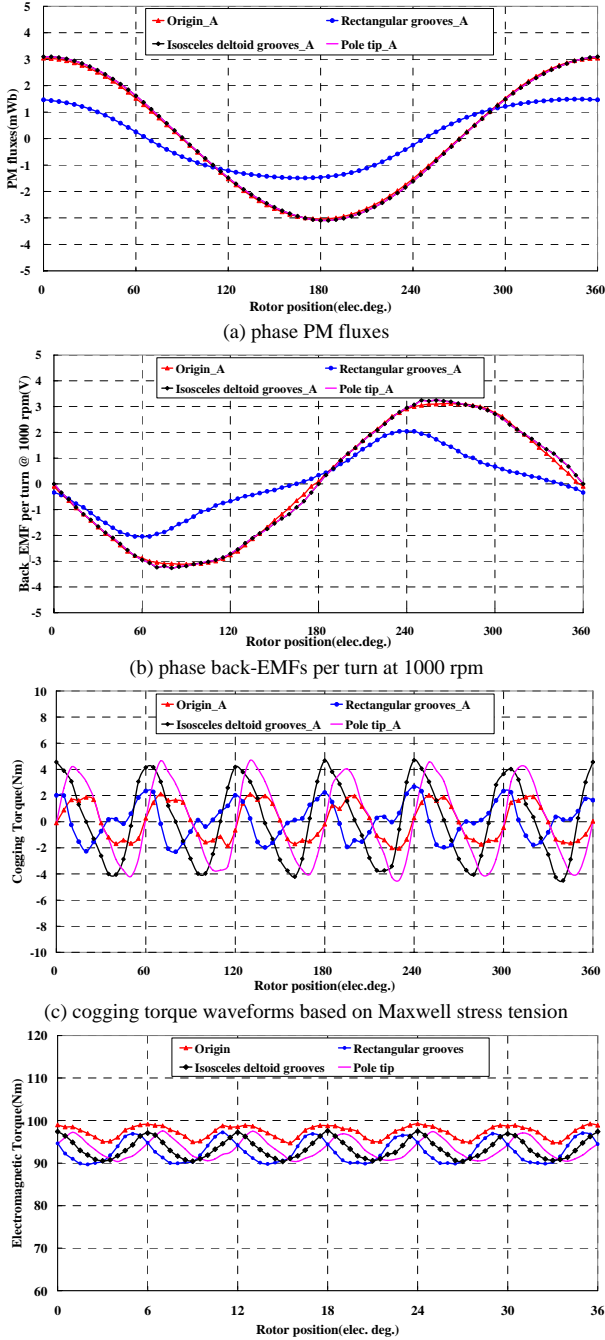 5
4
3
2
1
0
-1
-2
-3
-4
-5
PM fluxes(mWb)
Origin_A
Rectangular grooves_A
Isosceles deltoid grooves_A
Pole tip_A
0
120
240
300
360
Rotor position(elec.deg.)
(a) phase PM fluxes
5
4
3
2
1
0
-1
-2
-3
-4
-5
Back_EMF per turn @ 1000 rpm(V)
Origin_A
Rectangular grooves_A
Isosceles deltoid grooves_A
Pole tip_A
0
60
120
180
240
300
360
Rotor position(elec.deg.)
(b) phase back-EMFs per turn at 1000 rpm
10
8
6
4
2
0
-2
-4
-6
-8
-10
Cogging Torque(Nm)
Origin_A
Rectangular grooves_A
Isosceles deltoid grooves_A
Pole tip_A
0
60
120
180
240
300
360
Rotor position(elec.deg.)
(c) cogging torque waveforms based on Maxwell stress tension
120
110
100
90
80
70
60
Electromagnetic Torque(Nm)
Origin
Rectangular grooves
Isosceles deltoid grooves
Pole tip
0
6
12
18
24
30
36
Rotor position(elec. deg.)